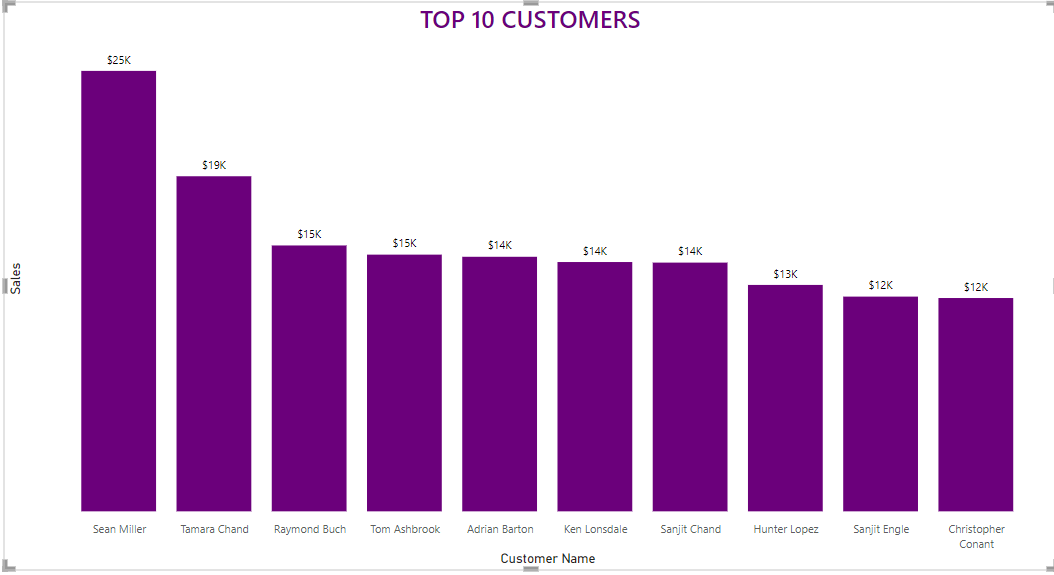 TOP 10 CUSTOMERS
$25K
$19K
$15K
$15K
$14K
$14K
$14K
$13K
$12K
$12K
Sales
Sean Miller
Tamara Chand
Raymond Buch
Tom Ashbrook
Adrian Barton
Ken Lonsdale
Sanjit Chand
Hunter Lopez
Sanjit Engle
Christopher
Conant
Customer Name